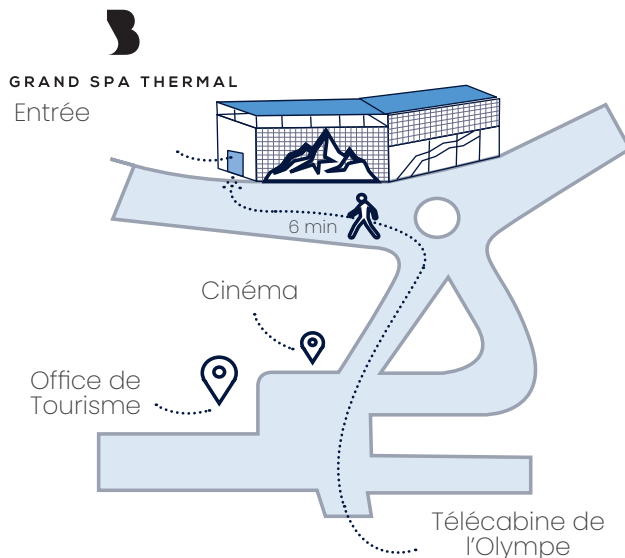 GRAND SPA THERMAL
Entrée
6 min
Cinéma
Office de
Tourisme
Télécabine de
l'Olympe